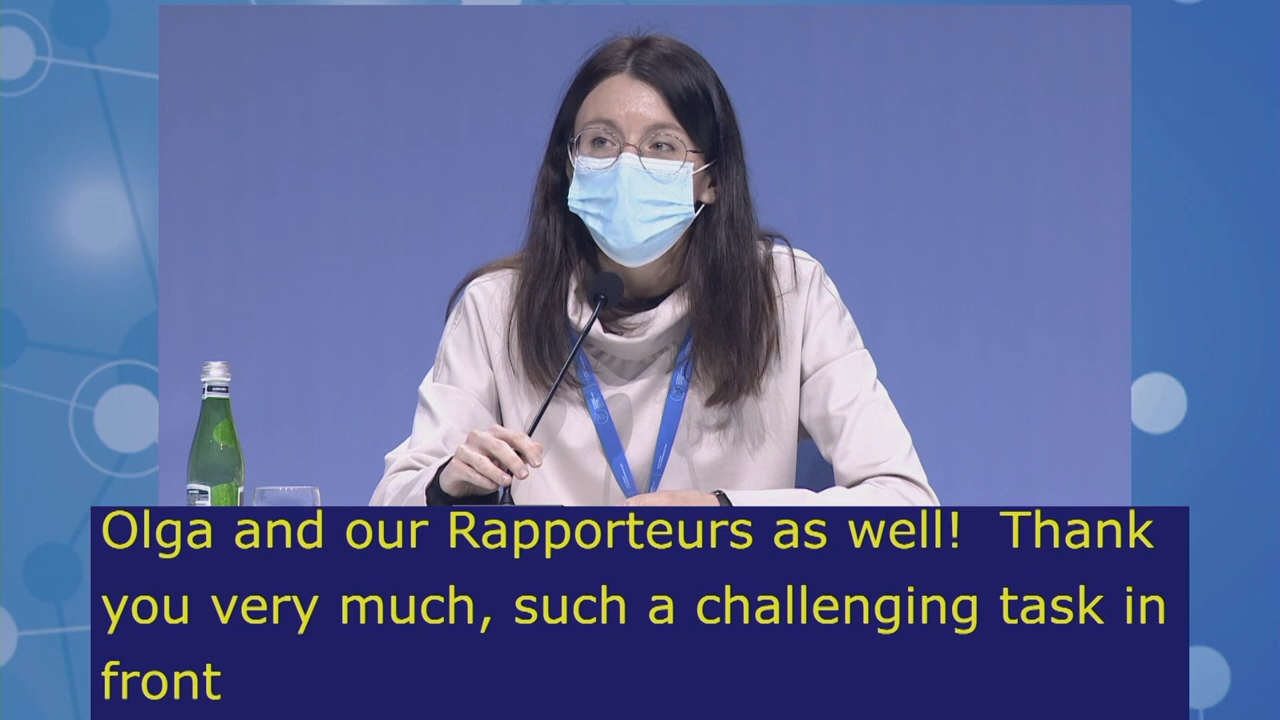 Olga and our Rapporteurs as well!  Thank
you very much, such a challenging task in
front